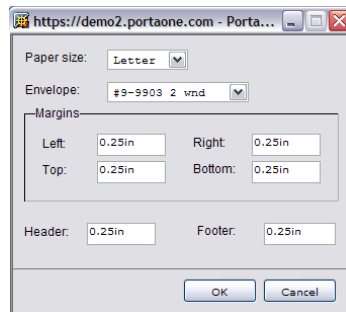 https://demo2.portaone.com - Porta...
Paper size: Letter
Envelope: #9-9903 2 wnd
Margins
Left: 0.25in Right: 0.25in
Top: 0.25in Bottom: 0.25in
Header: 0.25in Footer: 0.25in
OK Cancel